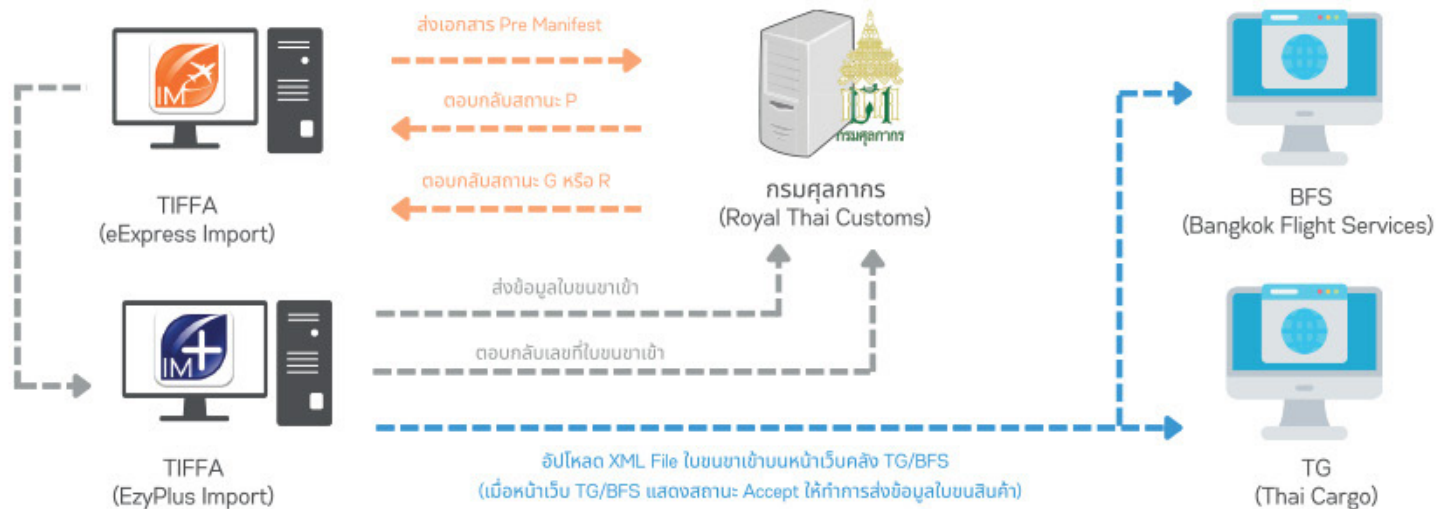 ส่งเอกสาร Pre Manifest
IM
ตอบกลับสถานะ P
กรมศุลกากร
ตอบกลับสถานะ G หรือ R
TIFFA
(eExpress Import)
กรมศุลกากร
(Royal Thai Customs)
BFS
(Bangkok Flight Services)
ส่งข้อมูลใบขนขาเข้า
IM
ตอบกลับเลขที่ใบขนขาเข้า
TIFFA
(EzyPlus Import)
อัปโหลด XML File ใบขนขาเข้าบนหน้าเว็บคลัง TG/BFS
(เมื่อหน้าเว็บ TG/BFS แสดงสถานะ Accept ให้ทำการส่งข้อมูลใบขนสินค้า)
TG
(Thai Cargo)